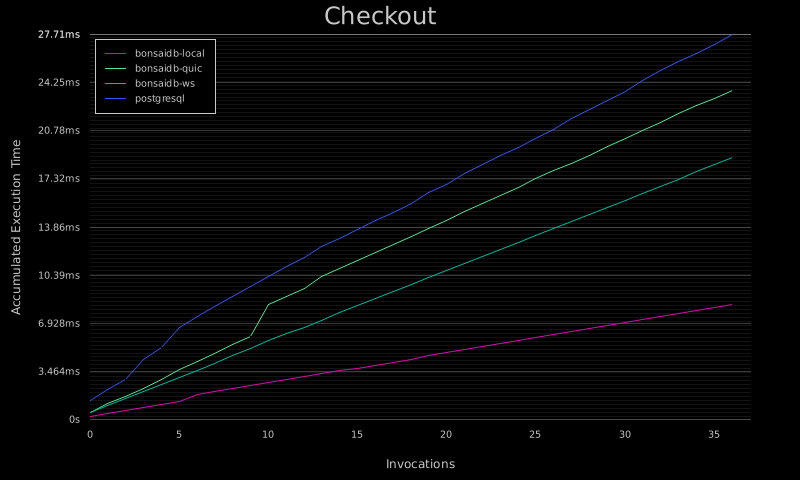 Checkout
27.71ms
bonsaidb-local
bonsaidb-quic
bonsaidb-ws
postgresql
24.25ms
20.78ms
17.32ms
13.86ms
10.39ms
6.928ms
3.464ms
0s
Accumulated Execution Time
0 5 10 15 20 25 30 35
Invocations